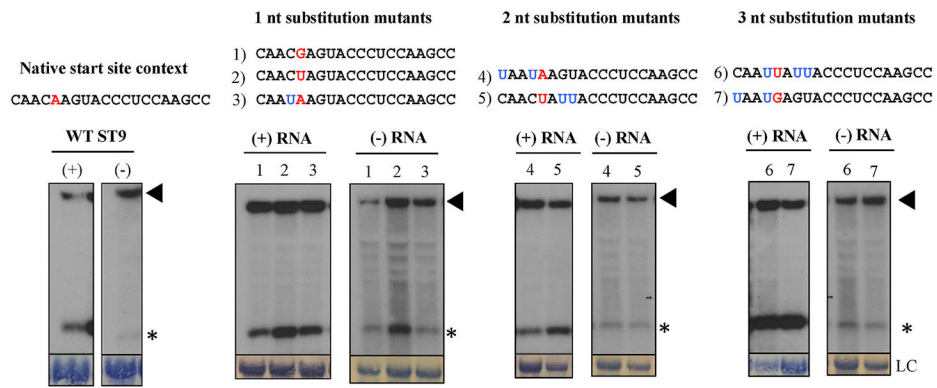 1 nt substitution mutants
2 nt substitution mutants
3 nt substitution mutants
Native start site context
CAACAAGUACCCUCCAAGCC
1) CAACGAGUACCCUCCAAGCC
2) CAACUAGUACCCUCCAAGCC
3) CAAUAAGUACCCUCCAAGCC
4) UAAUAAGUACCCUCCAAGCC
5) CAACUAUUACCCUCCAAGCC
6) CAAUUAUUACCCUCCAAGCC
7) UAAUGAGUACCCUCCAAGCC
WT ST9
(+) (-)
(+) RNA (-) RNA
1 2 3 1 2 3
(+) RNA (-) RNA
4 5 4 5
(+) RNA (-) RNA
6 7 6 7
* * * *
LC